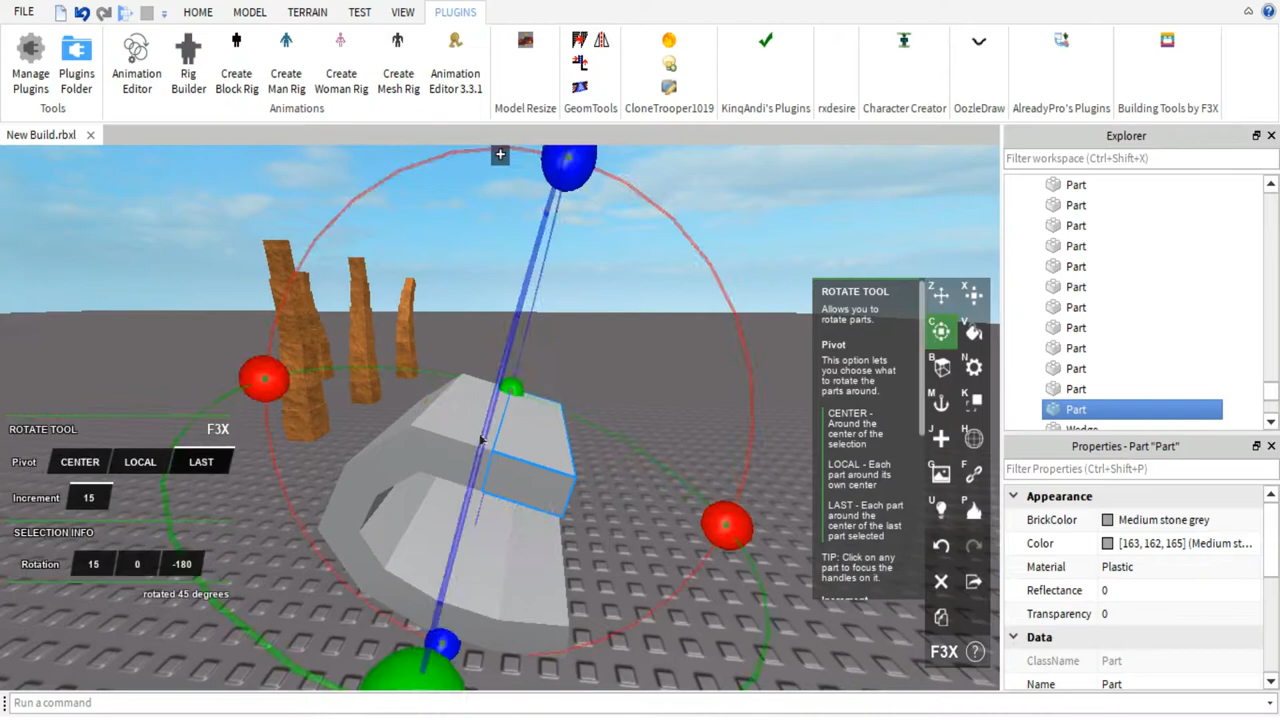 FILE
HOME
MODEL
TERRAIN
TEST
VIEW
PLUGINS
Manage
Plugins
Plugins
Folder
Tools
Animation
Editor
Rig
Builder
Create
Block Rig
Create
Man Rig
Create
Woman Rig
Create
Mesh Rig
Animation
Editor 3.3.1
Animations
Model Resize
GeomTools
CloneTrooper1019
KinqAndi's Plugins
rxdesire
Character Creator
OozleDraw
AlreadyPro's Plugins
Building Tools by F3X
New Build.rbxl
Explorer
Filter workspace (Ctrl+Shift+X)
Part
Part
Part
Part
Part
Part
Part
Part
Part
Part
Part
Part
Wedge
Properties - Part "Part"
Filter Properties (Ctrl+Shift+P)
Appearance
BrickColor Medium stone grey
Color [163, 162, 165] (Medium st...
Material Plastic
Reflectance 0
Transparency 0
Data
ClassName Part
Name Part
ROTATE TOOL F3X
Pivot CENTER LOCAL LAST
Increment 15
SELECTION INFO
Rotation 15 0 -180
rotated 45 degrees
ROTATE TOOL
Allows you to
rotate parts.
Pivot
This option lets
you choose what
to rotate the
parts around.
CENTER -
Around the
center of the
selection
LOCAL - Each
part around its
own center
LAST - Each part
around the
center of the last
part selected
TIP: Click on any
part to focus the
handles on it.
Z X
C V
B N
M K
J H
G F
U P
F3X ?
Run a command